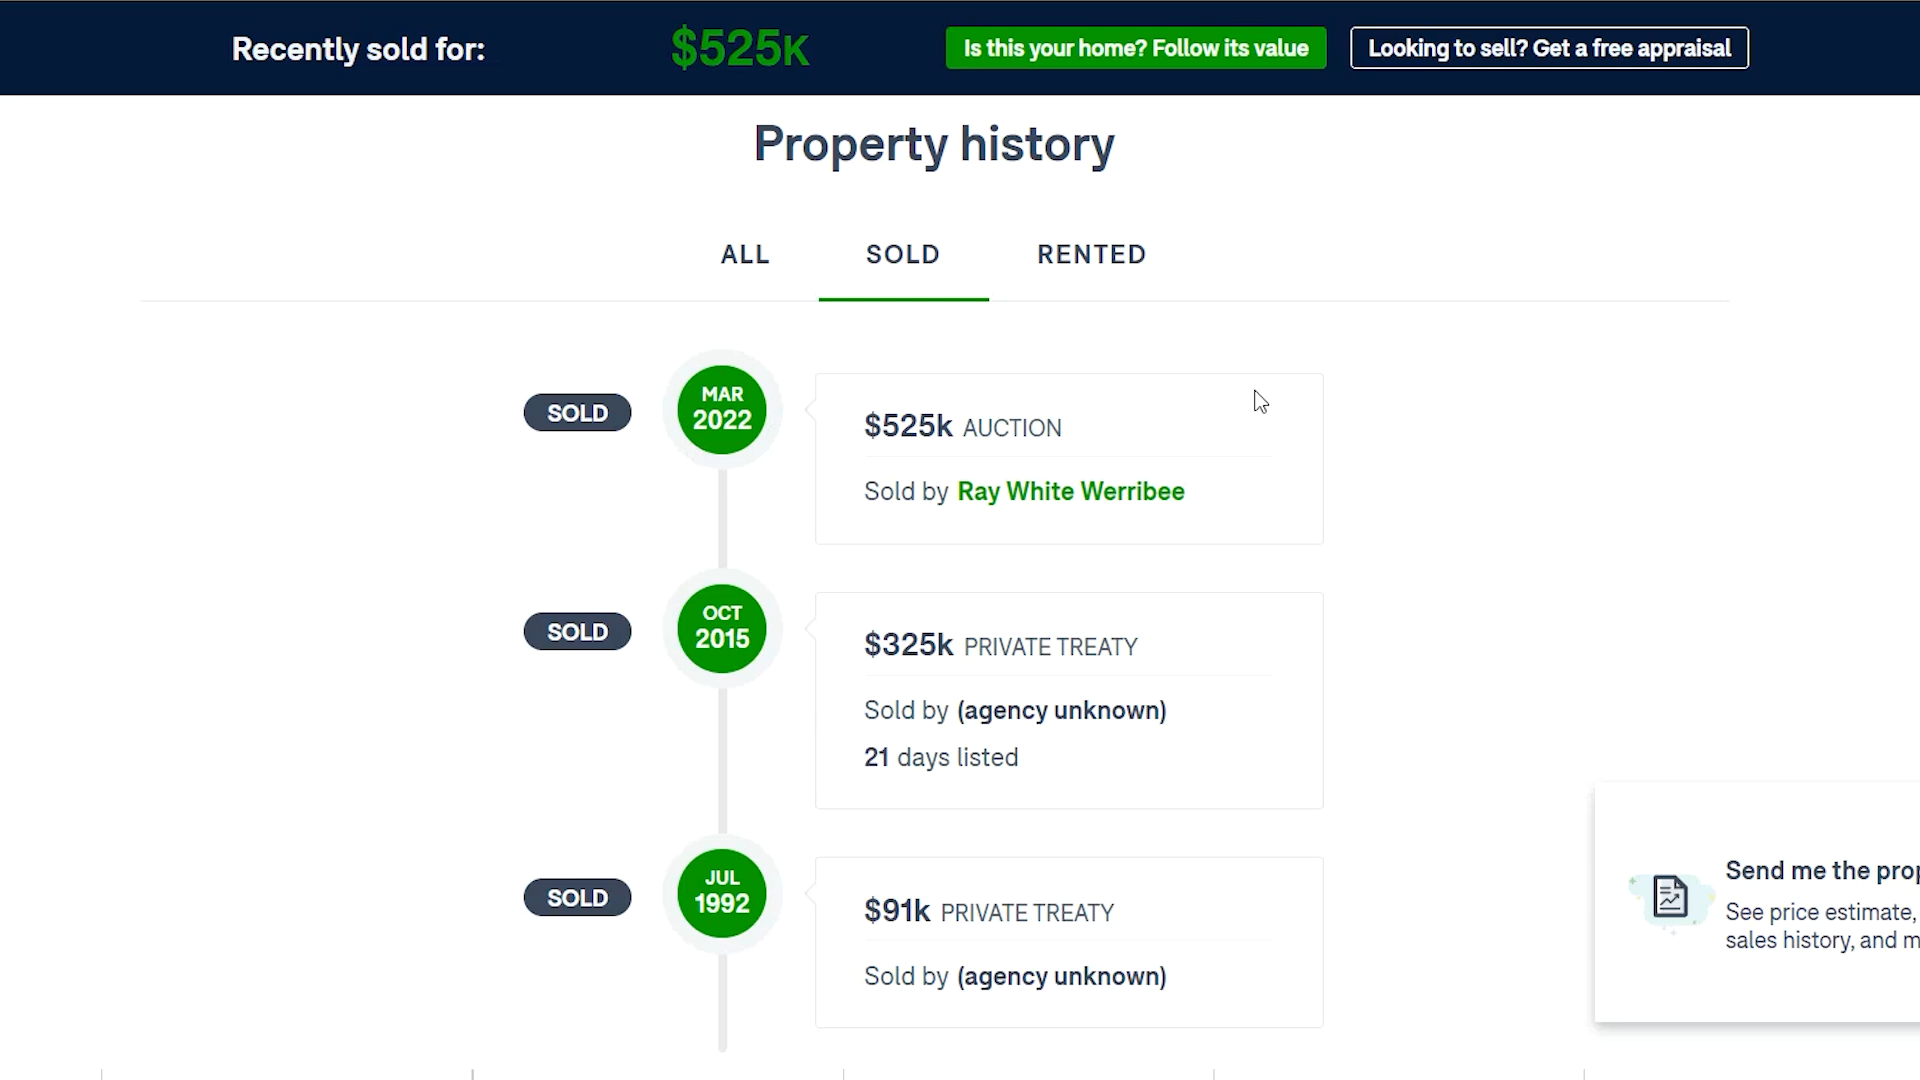 Recently sold for:
$525K
Is this your home? Follow its value
Looking to sell? Get a free appraisal
Property history
ALL
SOLD
RENTED
SOLD
MAR
2022
$525k AUCTION
Sold by Ray White Werribee
SOLD
OCT
2015
$325k PRIVATE TREATY
Sold by (agency unknown)
21 days listed
SOLD
JUL
1992
$91k PRIVATE TREATY
Sold by (agency unknown)
Send me the prop
See price estimate,
sales history, and m